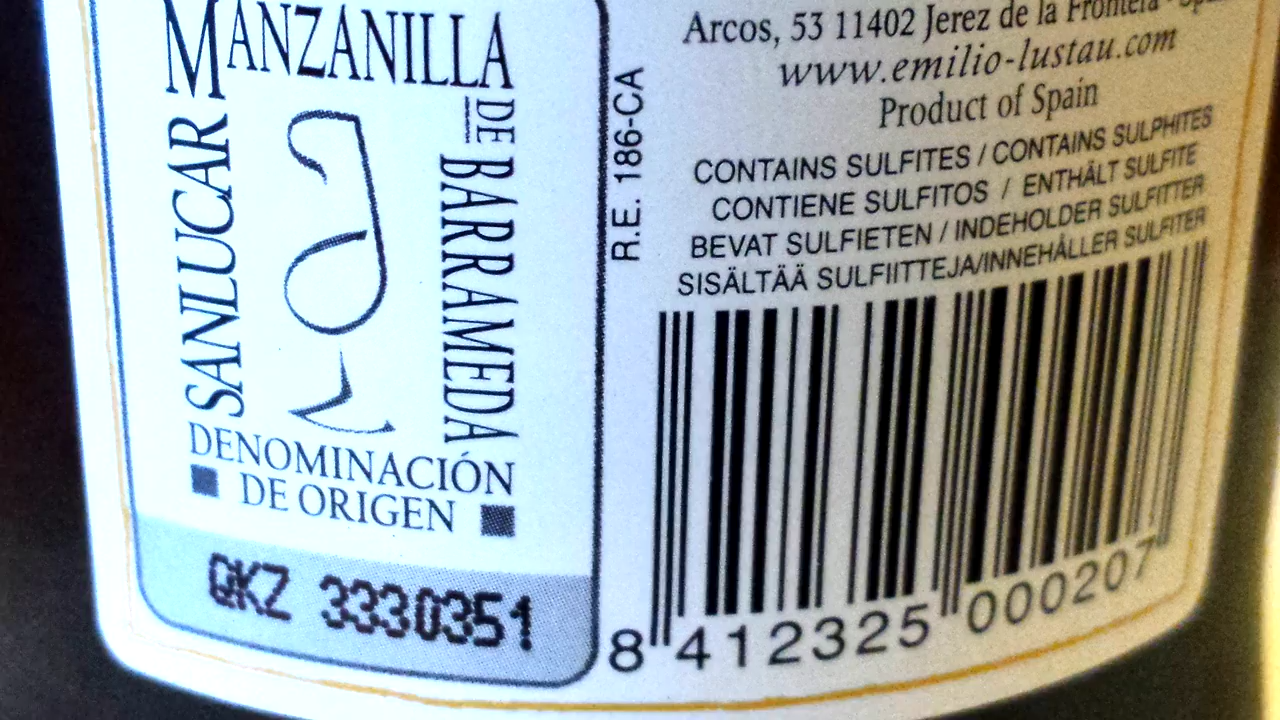 MANZANILLA
SANLUCAR
DE BARRAMEDA
DENOMINACIÓN
DE ORIGEN
QKZ 3330351
R.E. 186-CA
Arcos, 53 11402 Jerez de la Frontera - Spain
www.emilio-lustau.com
Product of Spain
CONTAINS SULFITES / CONTAINS SULPHITES
CONTIENE SULFITOS / ENTHÄLT SULFITE
BEVAT SULFIETEN / INDEHOLDER SULFITTER
SISÄLTÄÄ SULFIITTEJA/INNEHÅLLER SULFITER
8 412325 000207